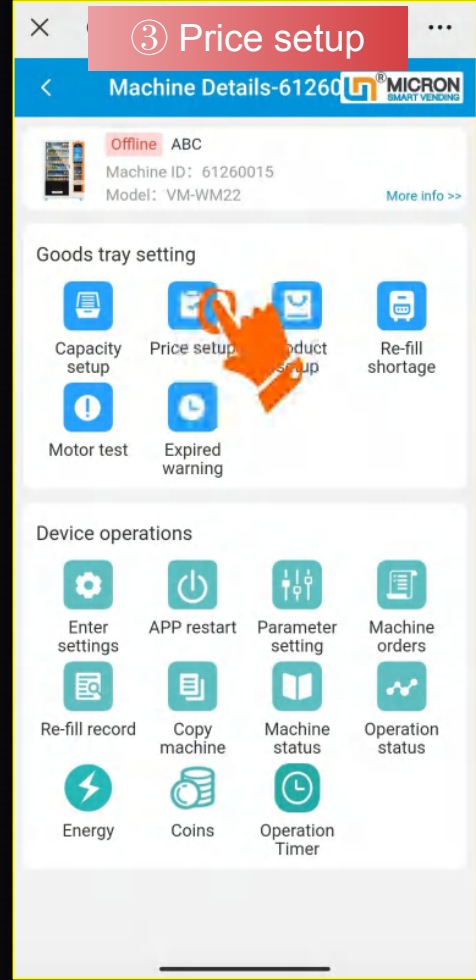 ③ Price setup
Machine Details-61260
MICRON
SMART VENDING
Offline ABC
Machine ID: 61260015
Model: VM-WM22
More info >>
Goods tray setting
Capacity setup
Price setup
Re-fill shortage
Motor test
Expired warning
Device operations
Enter settings
APP restart
Parameter setting
Machine orders
Re-fill record
Copy machine
Machine status
Operation status
Energy
Coins
Operation Timer